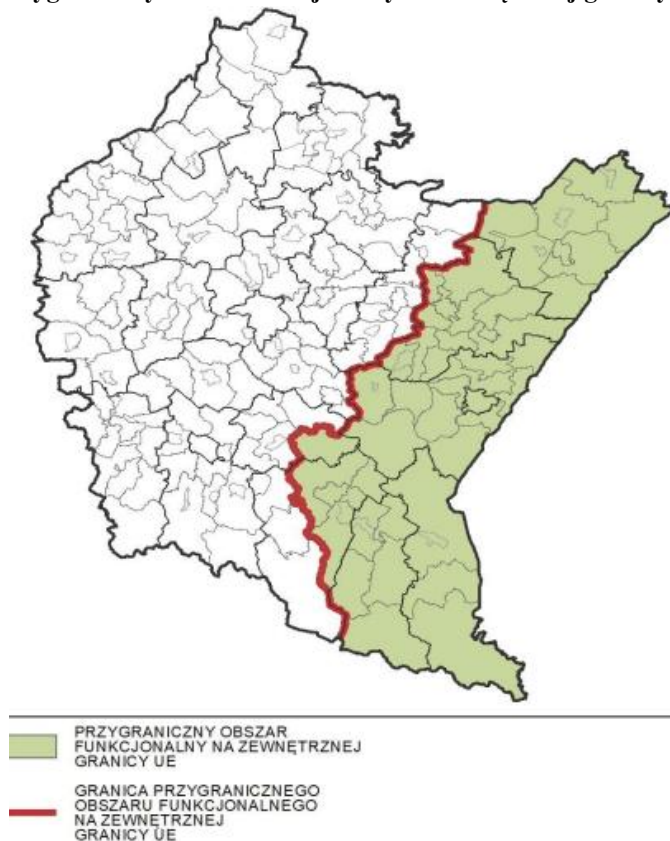 PRZYGRANICZNY OBSZAR
FUNKCJONALNY NA ZEWNĘTRZNEJ
GRANICY UE
GRANICA PRZYGRANICZNEGO
OBSZARU FUNKCJONALNEGO
NA ZEWNĘTRZNEJ
GRANICY UE